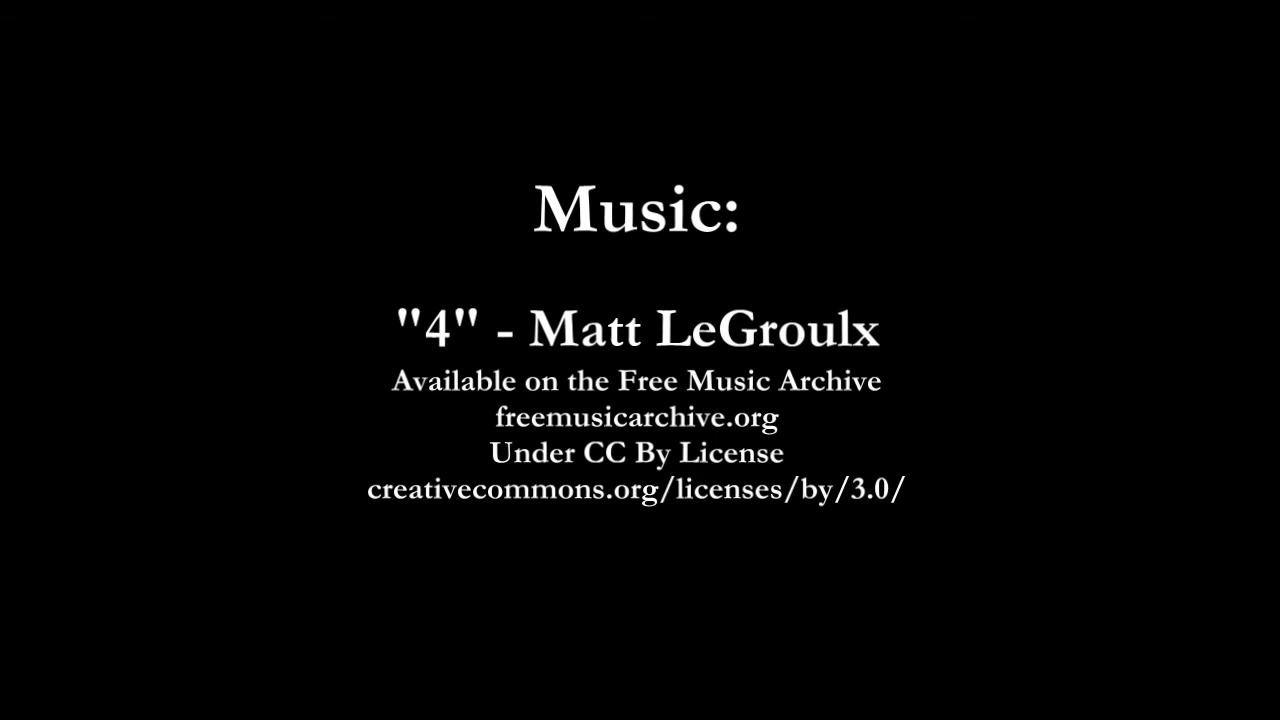 Music:
"4" - Matt LeGroulx
Available on the Free Music Archive
freemusicarchive.org
Under CC By License
creativecommons.org/licenses/by/3.0/